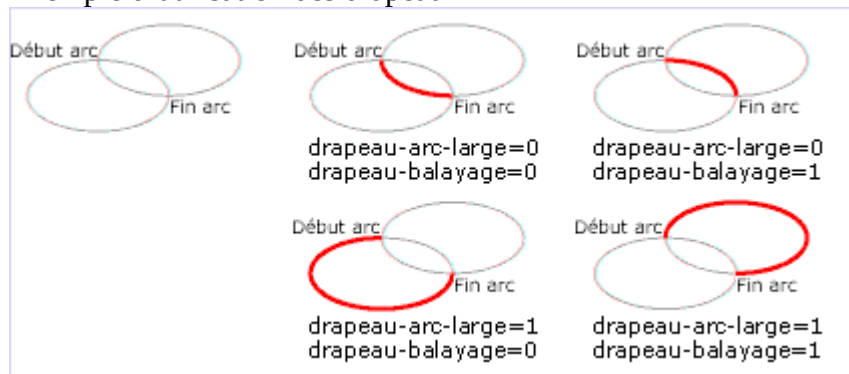 Début arc
Fin arc
Début arc
Fin arc
drapeau-arc-large=0
drapeau-balayage=0
Début arc
Fin arc
drapeau-arc-large=0
drapeau-balayage=1
Début arc
Fin arc
drapeau-arc-large=1
drapeau-balayage=0
Début arc
Fin arc
drapeau-arc-large=1
drapeau-balayage=1